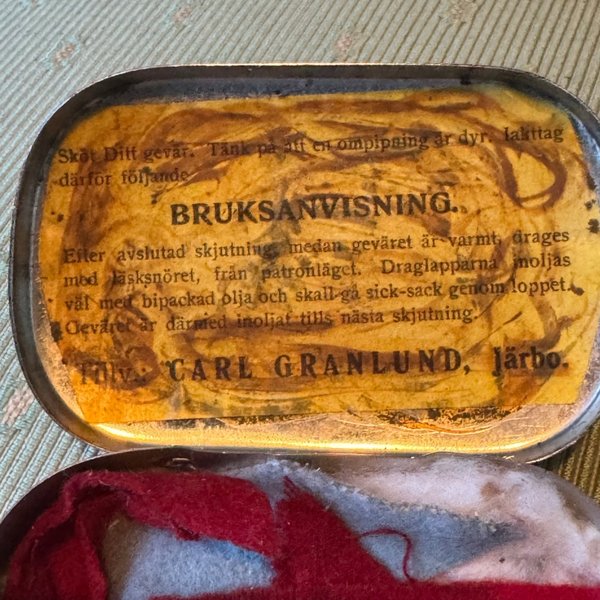 Sköt Ditt gevär. Tänk på att en ompipning är dyr. Iakttag
därför följande
BRUKSANVISNING.
Efter avslutad skjutning, medan geväret är varmt, drages
med läsksnöret, från patronläget. Draglapparna inoljas
väl med bipackad olja och skall gå sick-sack genom loppet.
Geväret är därmed inoljat tills nästa skjutning.
Tillv.: CARL GRANLUND, Järbo.